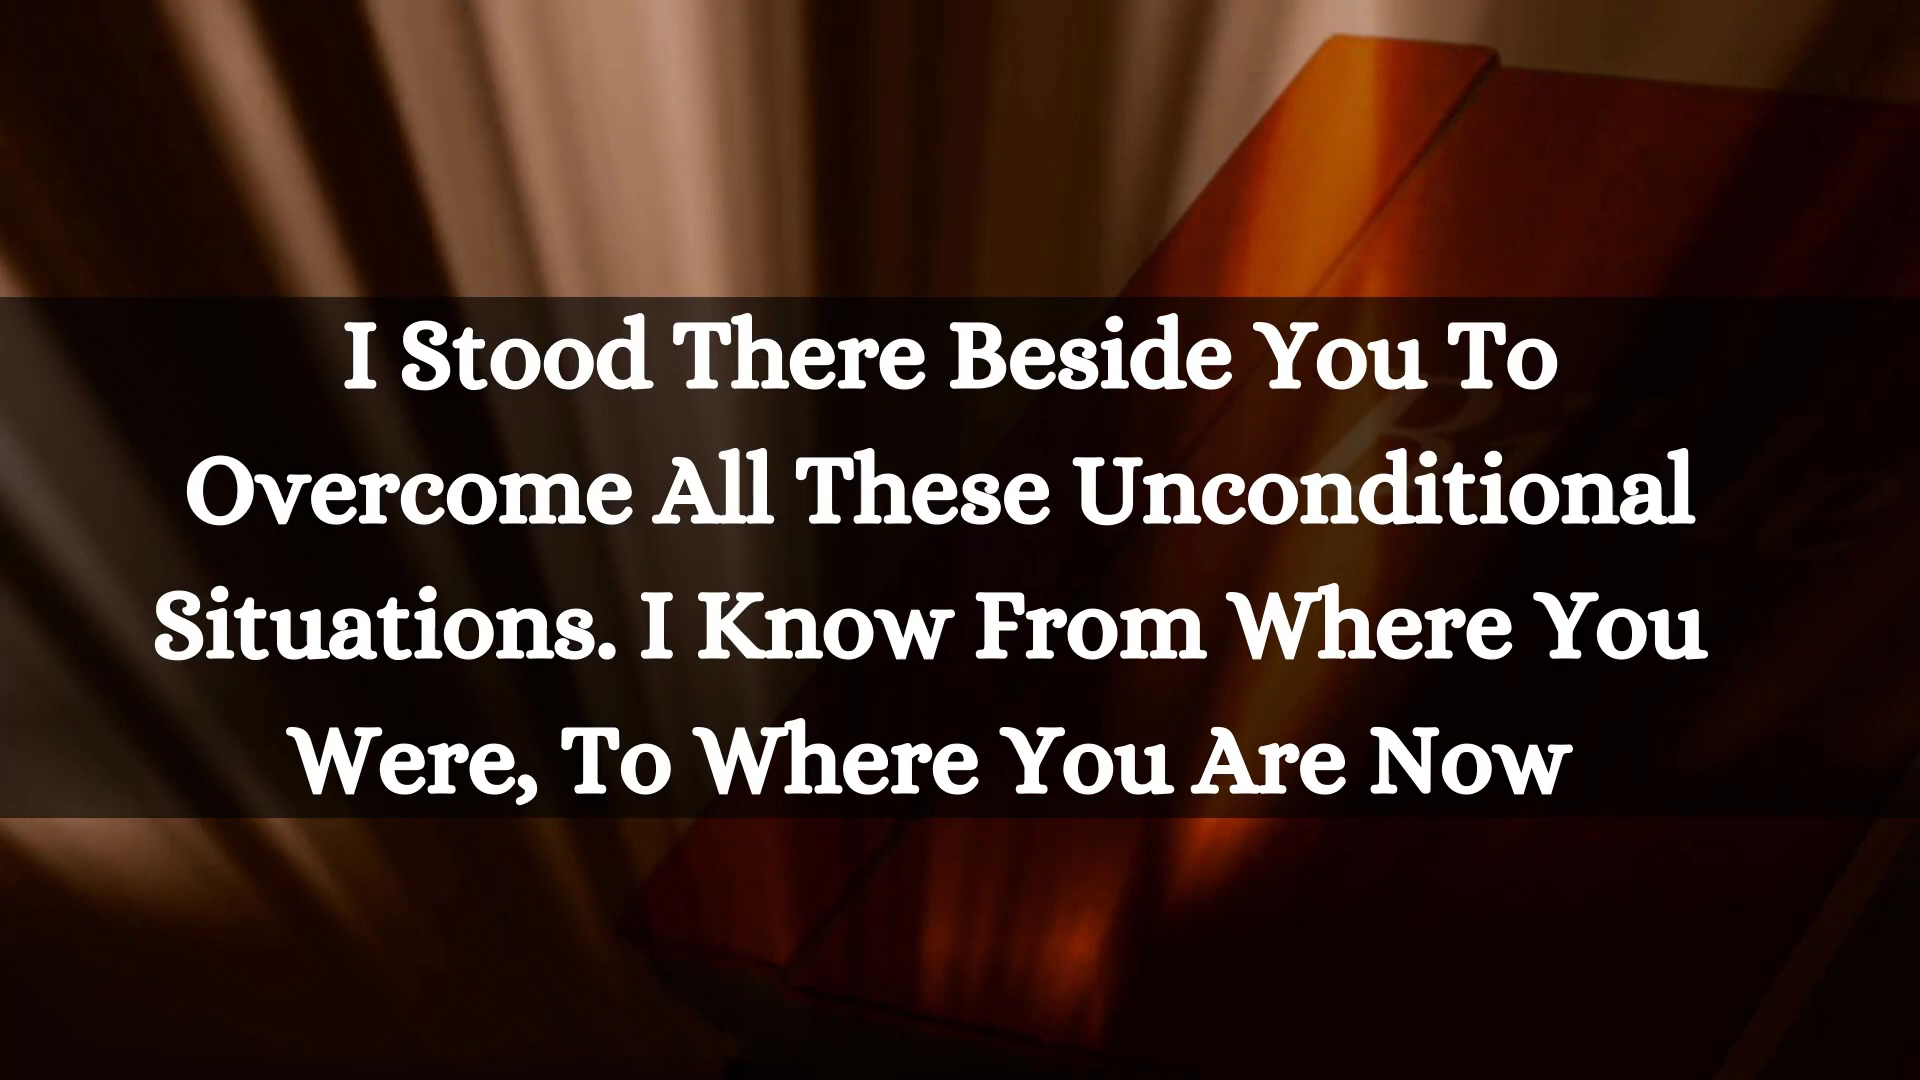 I Stood There Beside You To
Overcome All These Unconditional
Situations. I Know From Where You
Were, To Where You Are Now